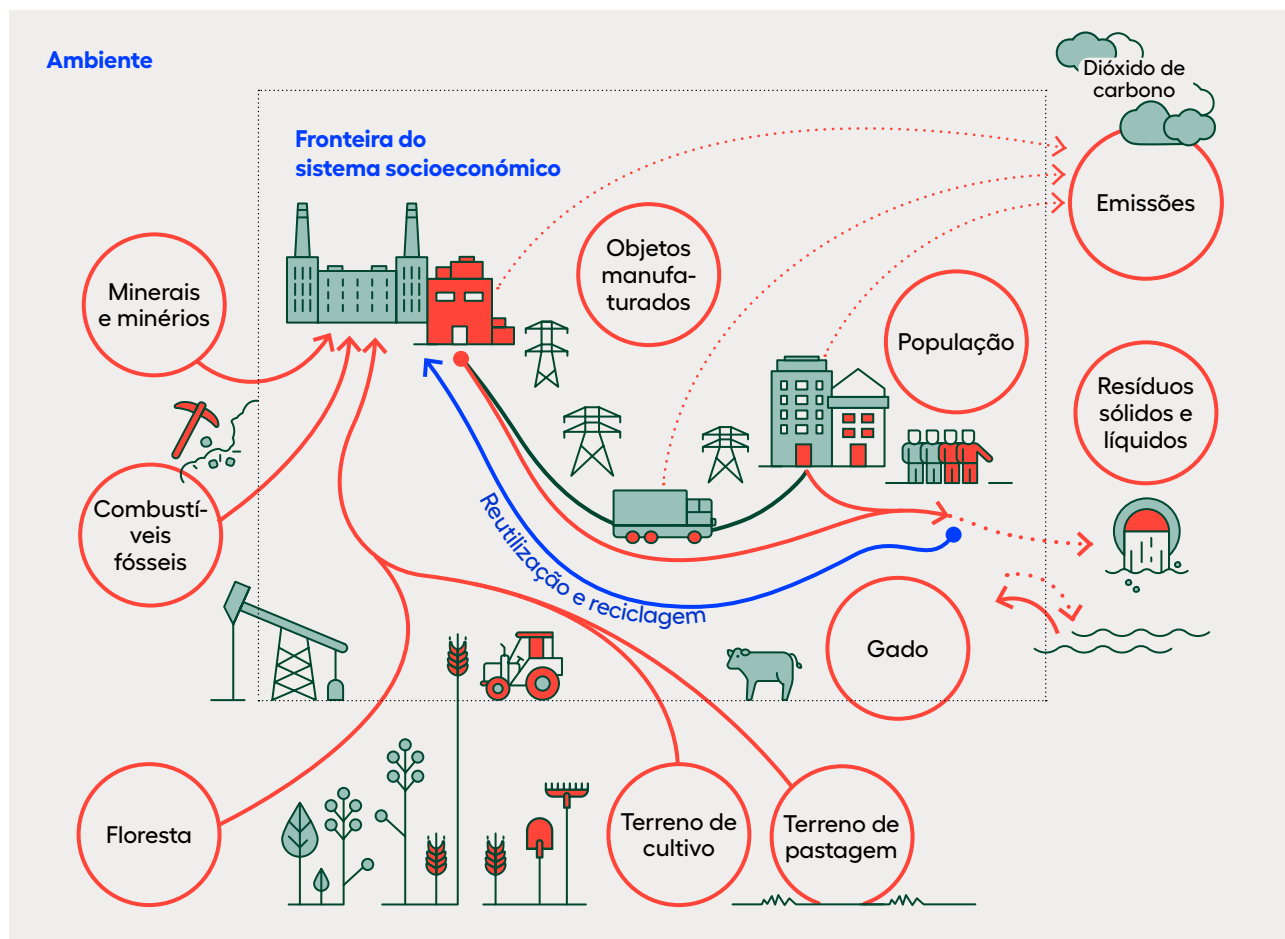 Ambiente
Dióxido de
carbono
Fronteira do
sistema socioeconómico
Emissões
Objetos
manufa-
turados
Minerais
e minérios
População
Resíduos
sólidos e
líquidos
Combustí-
veis
fósseis
Reutilização e reciclagem
Gado
Floresta
Terreno de
cultivo
Terreno de
pastagem